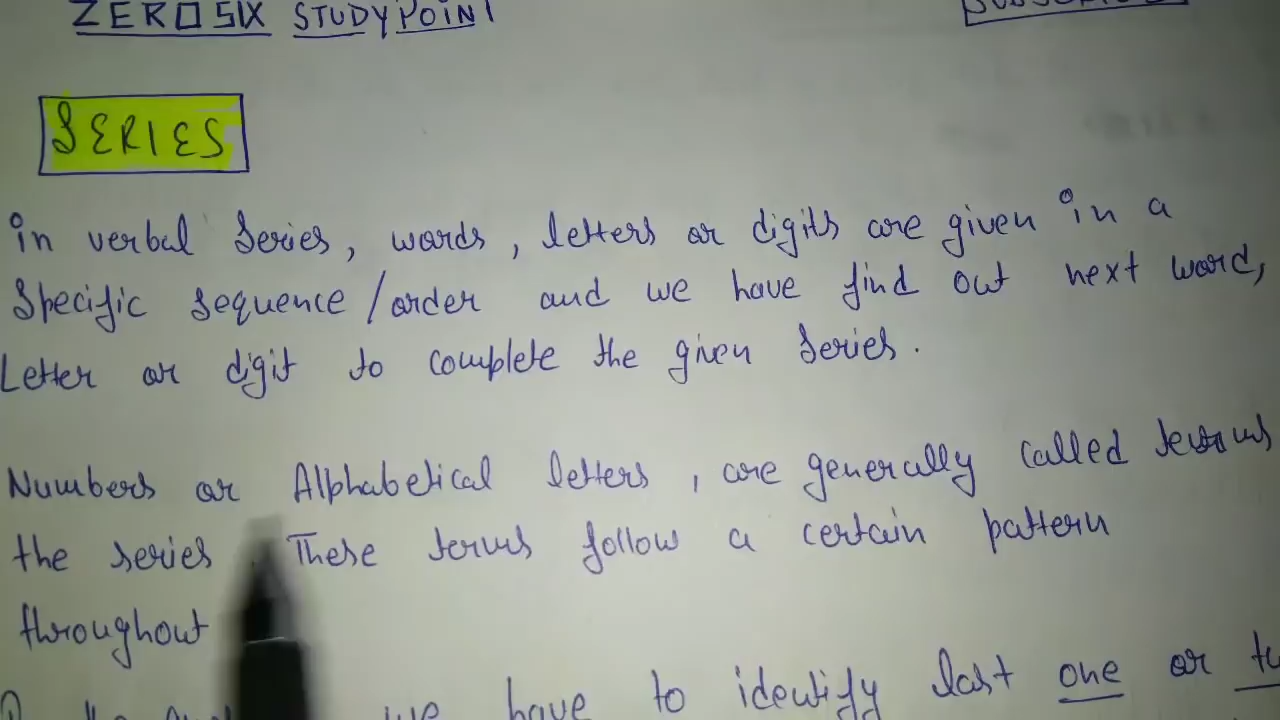 ZERO SIX STUDY POINT
SERIES
In verbal series, words, letters or digits are given in a
specific sequence/order and we have find out next word,
Letter or digit to complete the given series.
Numbers or Alphabetical letters, are generally called terms
the series These terms follow a certain pattern
throughout
we have to identify last one or